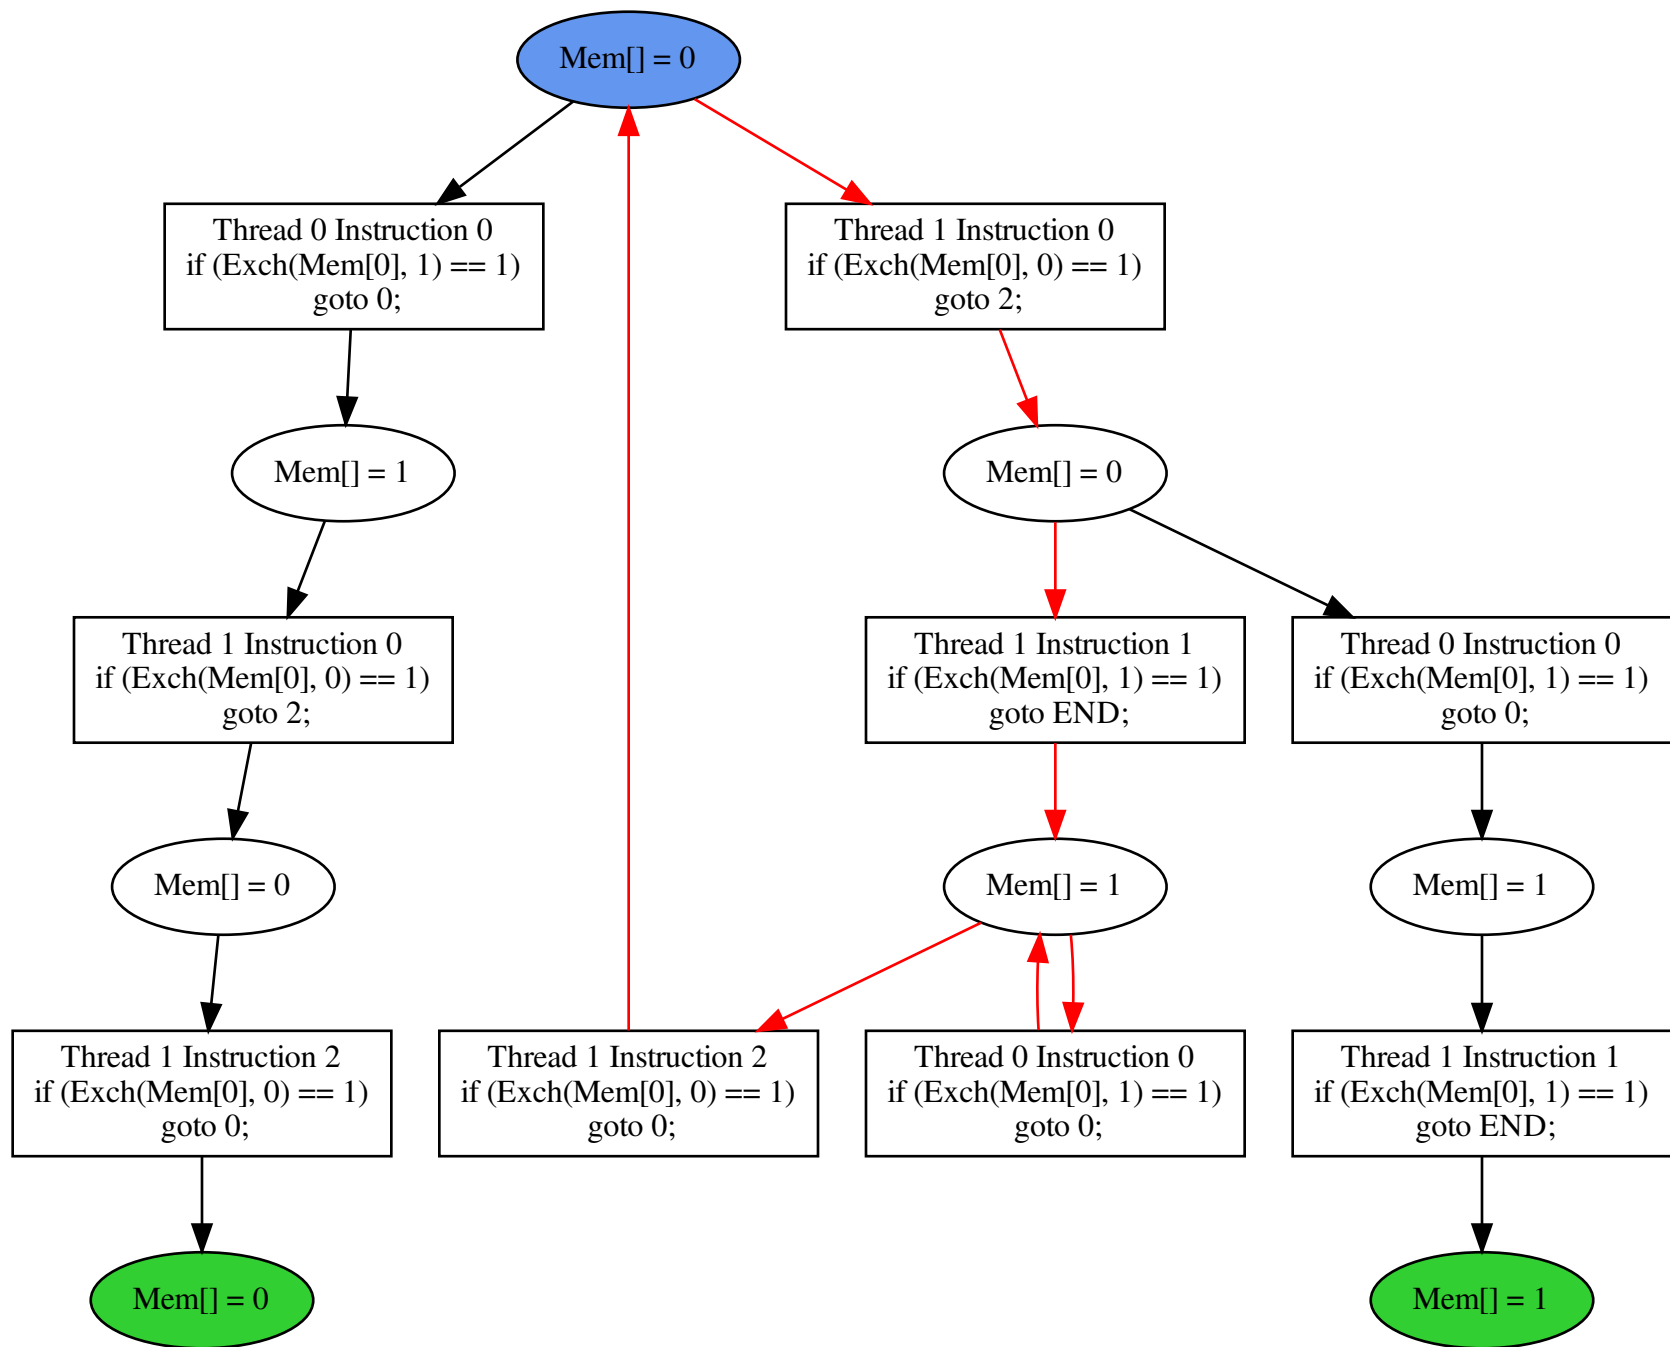 Mem[] = 0
Thread 0 Instruction 0
if (Exch(Mem[0], 1) == 1)
goto 0;
Thread 1 Instruction 0
if (Exch(Mem[0], 0) == 1)
goto 2;
Mem[] = 1
Mem[] = 0
Thread 1 Instruction 0
if (Exch(Mem[0], 0) == 1)
goto 2;
Thread 1 Instruction 1
if (Exch(Mem[0], 1) == 1)
goto END;
Thread 0 Instruction 0
if (Exch(Mem[0], 1) == 1)
goto 0;
Mem[] = 0
Mem[] = 1
Mem[] = 1
Thread 1 Instruction 2
if (Exch(Mem[0], 0) == 1)
goto 0;
Thread 1 Instruction 2
if (Exch(Mem[0], 0) == 1)
goto 0;
Thread 0 Instruction 0
if (Exch(Mem[0], 1) == 1)
goto 0;
Thread 1 Instruction 1
if (Exch(Mem[0], 1) == 1)
goto END;
Mem[] = 0
Mem[] = 1